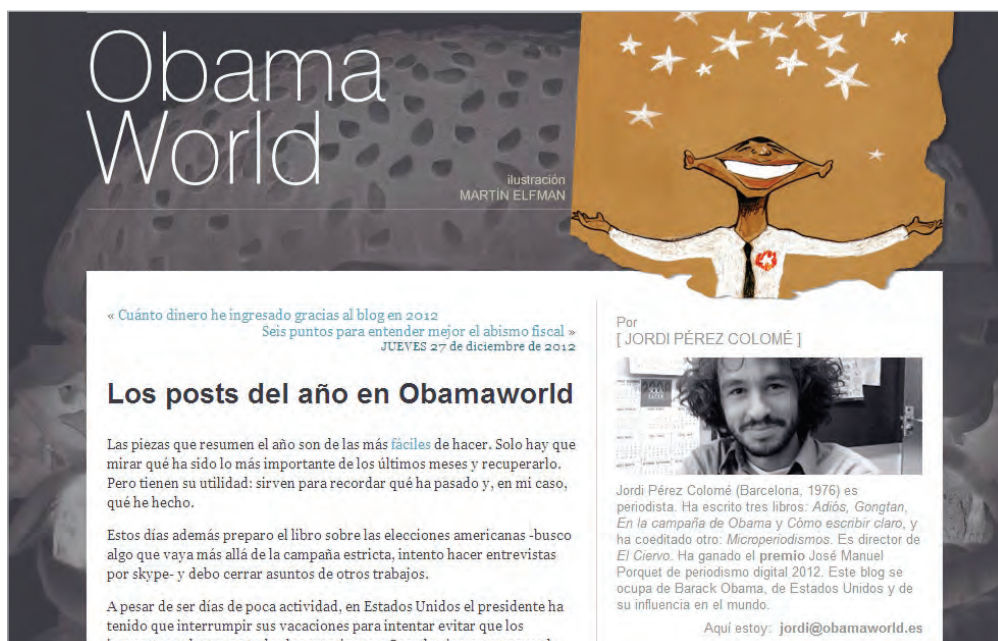 Obama
World
ilustración
MARTÍN ELFMAN
« Cuánto dinero he ingresado gracias al blog en 2012
Seis puntos para entender mejor el abismo fiscal »
JUEVES 27 de diciembre de 2012
Los posts del año en Obamaworld
Las piezas que resumen el año son de las más fáciles de hacer. Solo hay que
mirar qué ha sido lo más importante de los últimos meses y recuperarlo.
Pero tienen su utilidad: sirven para recordar qué ha pasado y, en mi caso,
qué he hecho.
Estos días además preparo el libro sobre las elecciones americanas -busco
algo que vaya más allá de la campaña estricta, intento hacer entrevistas
por skype- y debo cerrar asuntos de otros trabajos.
A pesar de ser días de poca actividad, en Estados Unidos el presidente ha
tenido que interrumpir sus vacaciones para intentar evitar que los
Por
[ JORDI PÉREZ COLOMÉ ]
Jordi Pérez Colomé (Barcelona, 1976) es
periodista. Ha escrito tres libros: Adiós, Gongtan,
En la campaña de Obama y Cómo escribir claro, y
ha coeditado otro: Microperiodismos. Es director de
El Ciervo. Ha ganado el premio José Manuel
Porquet de periodismo digital 2012. Este blog se
ocupa de Barack Obama, de Estados Unidos y de
su influencia en el mundo.
Aquí estoy: jordi@obamaworld.es